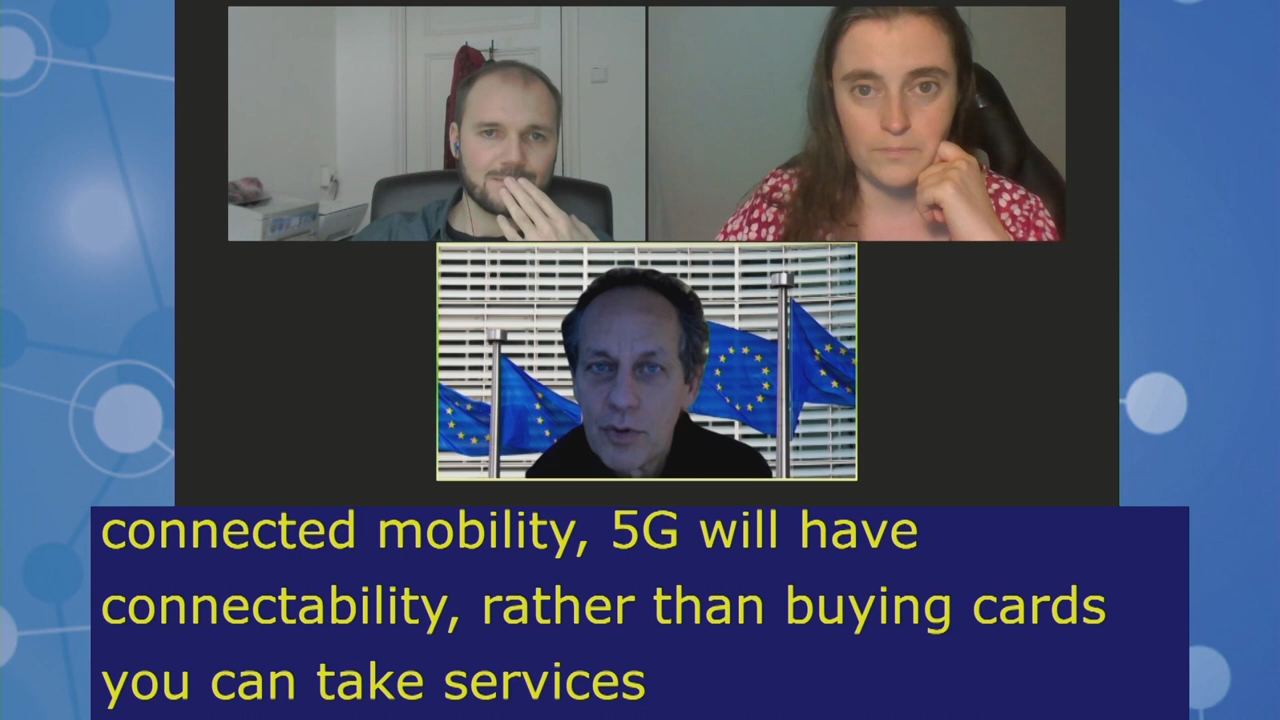 connected mobility, 5G will have
connectability, rather than buying cards
you can take services